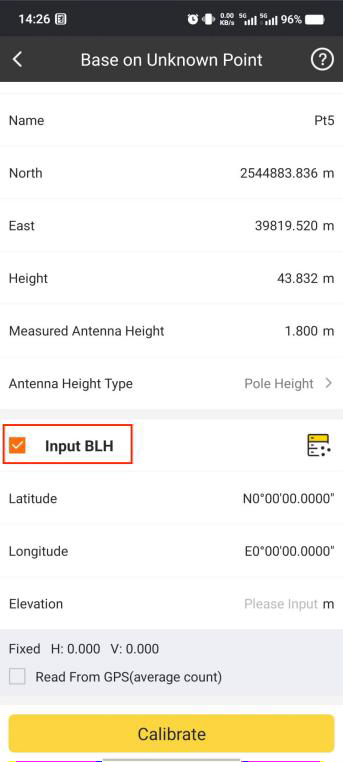 14:26 0.00 KB/s 5G 5G 96%
Base on Unknown Point ?
Name Pt5
North 2544883.836 m
East 39819.520 m
Height 43.832 m
Measured Antenna Height 1.800 m
Antenna Height Type Pole Height >
Input BLH
Latitude N0°00'00.0000"
Longitude E0°00'00.0000"
Elevation Please Input m
Fixed H: 0.000 V: 0.000
Read From GPS(average count)
Calibrate